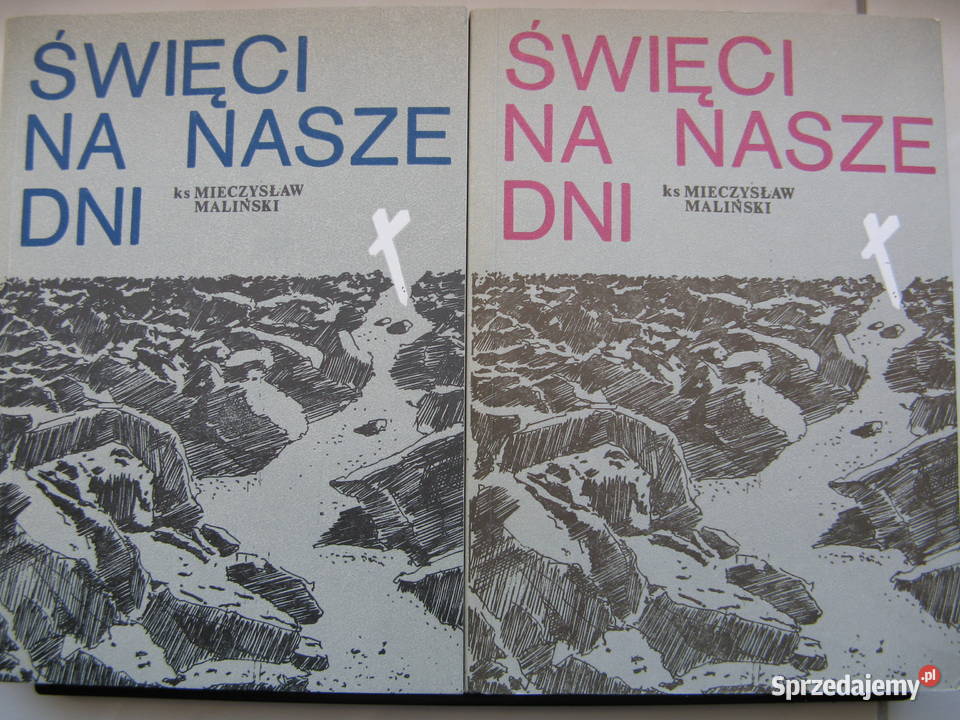 ŚWIĘCI
NA NASZE
DNI
ks MIECZYSŁAW
MALIŃSKI
ŚWIĘCI
NA NASZE
DNI
ks MIECZYSŁAW
MALIŃSKI
Sprzedajemy.pl